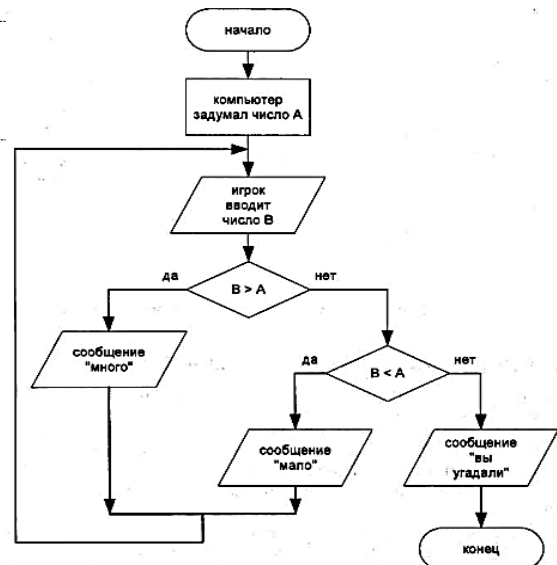 начало
компьютер
задумал число А
игрок
вводит
число В
да
В > А
нет
сообщение
"много"
да
В < А
нет
сообщение
"мало"
сообщение
"вы
угадали"
конец